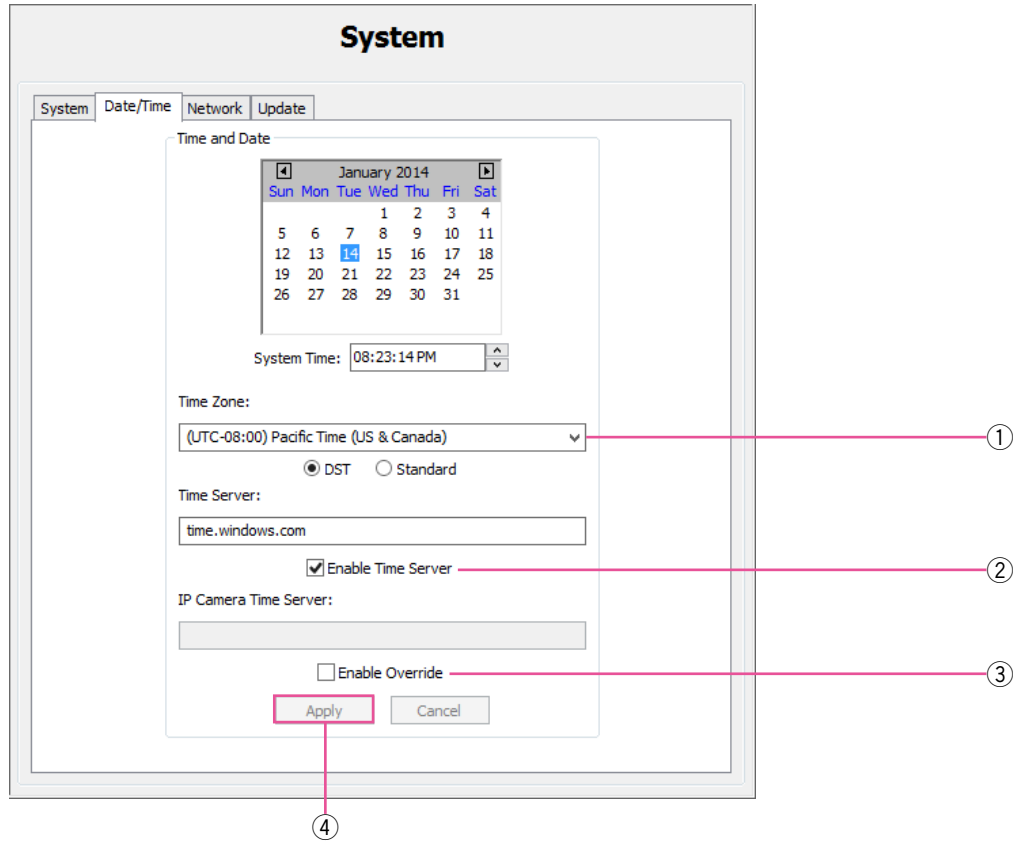 System
System Date/Time Network Update
Time and Date
January 2014
Sun Mon Tue Wed Thu Fri Sat
1 2 3 4
5 6 7 8 9 10 11
12 13 14 15 16 17 18
19 20 21 22 23 24 25
26 27 28 29 30 31
System Time: 08:23:14 PM
Time Zone:
(UTC-08:00) Pacific Time (US & Canada)
①
DST Standard
Time Server:
time.windows.com
Enable Time Server
②
IP Camera Time Server:
Enable Override
③
Apply Cancel
④